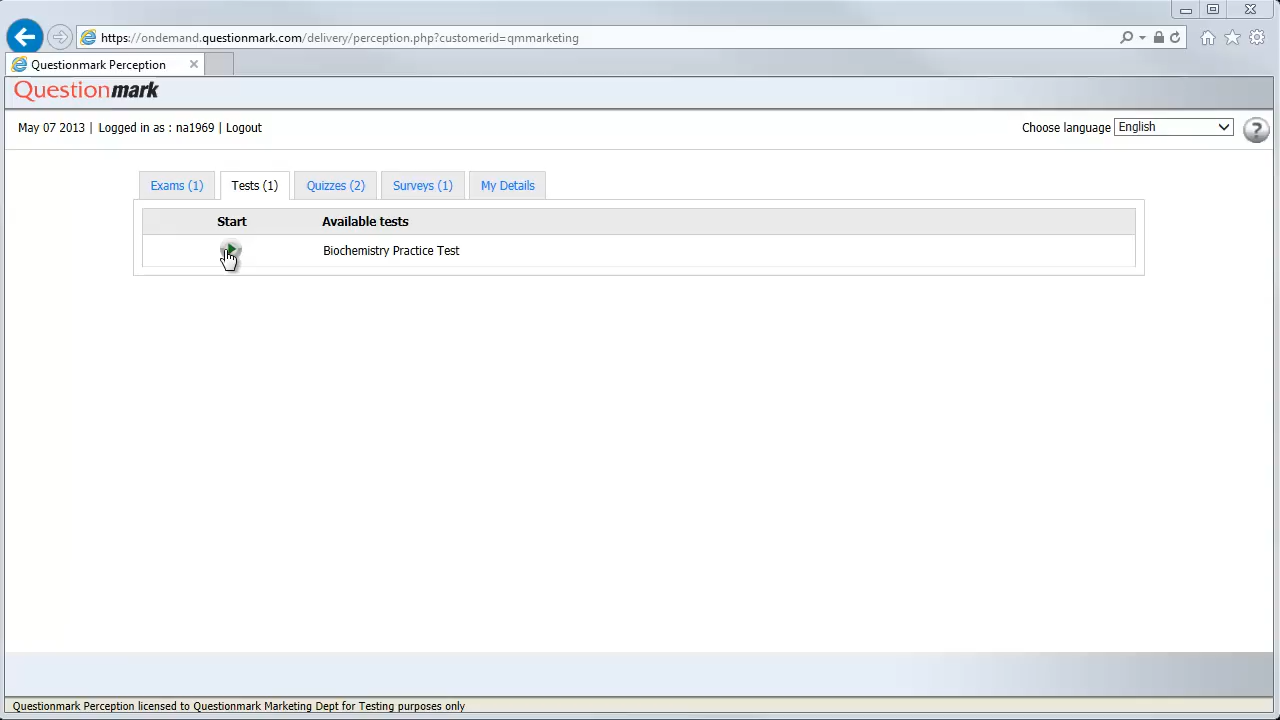 https://ondemand.questionmark.com/delivery/perception.php?customerid=qmmarketing
Questionmark Perception
Questionmark
May 07 2013 | Logged in as : na1969 | Logout
Choose language English
?
Exams (1) Tests (1) Quizzes (2) Surveys (1) My Details
Start Available tests
Biochemistry Practice Test
Questionmark Perception licensed to Questionmark Marketing Dept for Testing purposes only